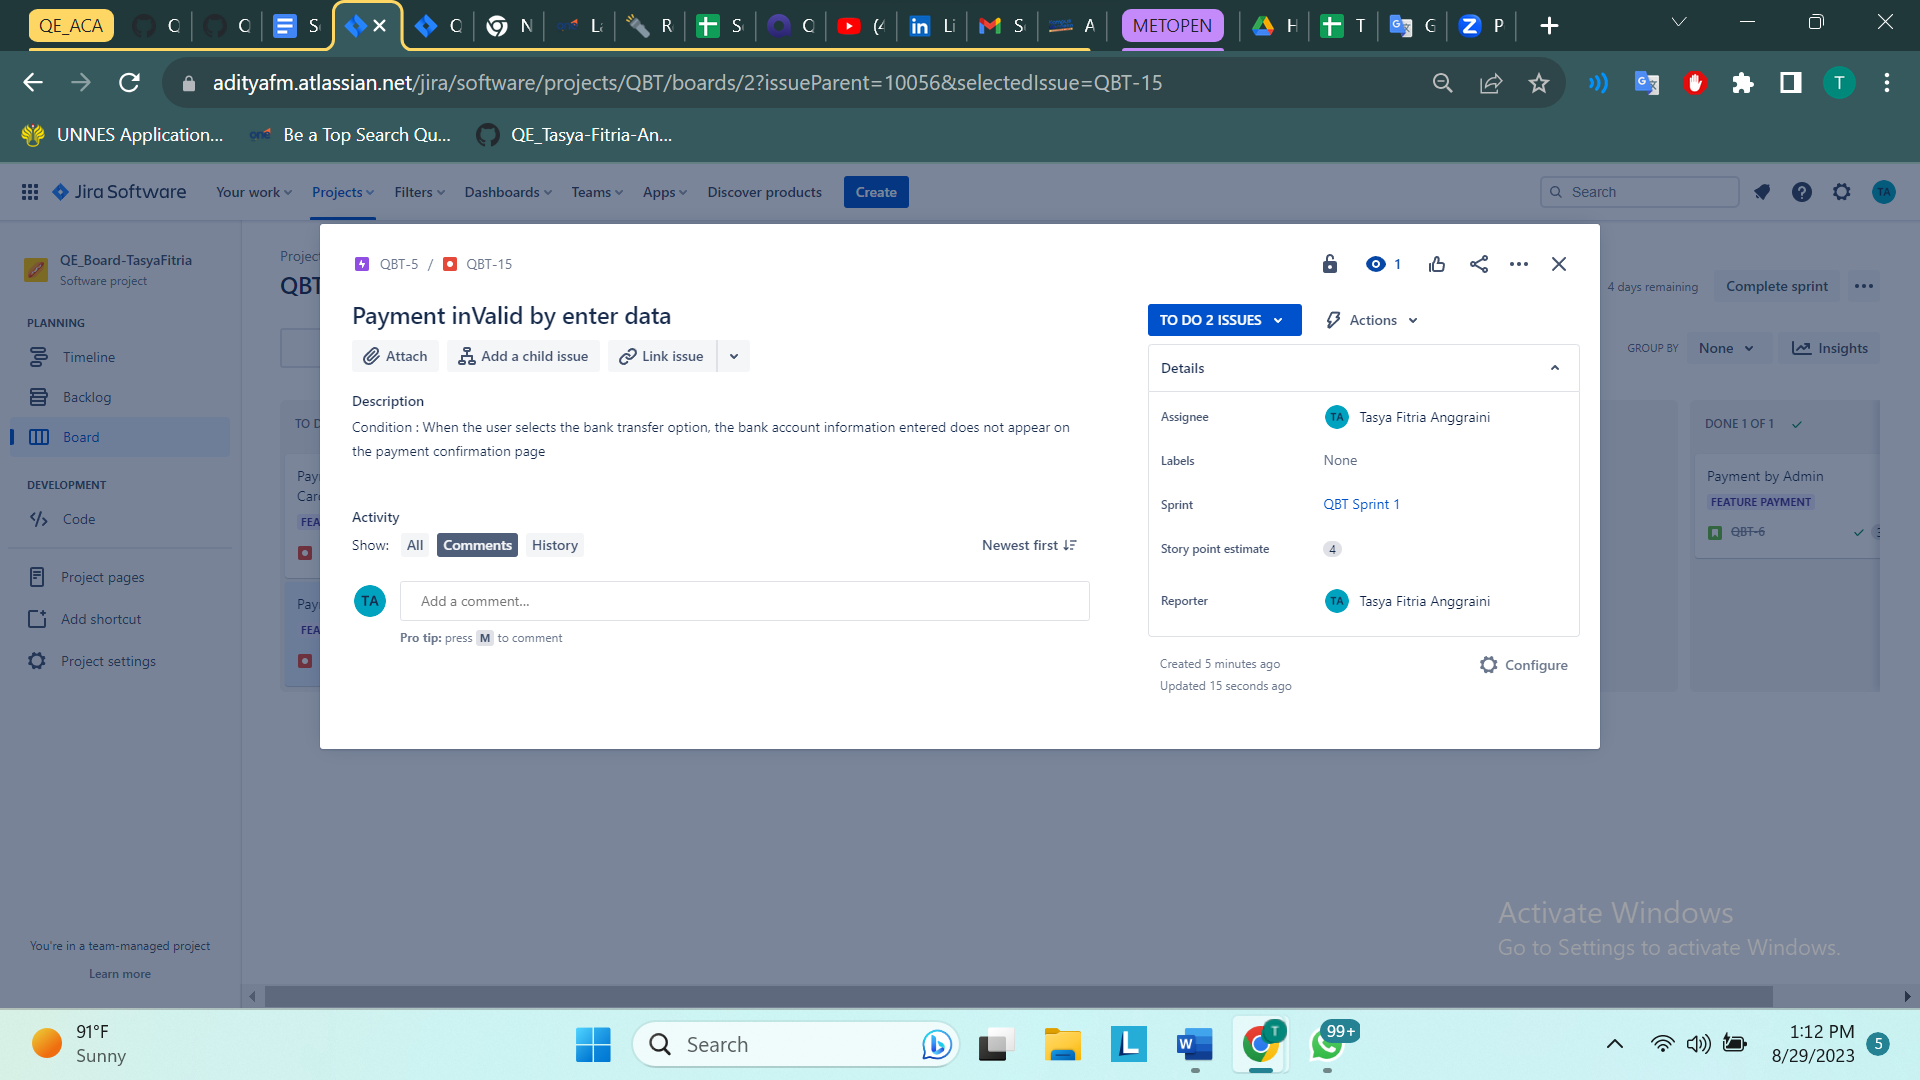 QE_ACA
METOPEN
adityafm.atlassian.net/jira/software/projects/QBT/boards/2?issueParent=10056&selectedIssue=QBT-15
T
UNNES Application...
Be a Top Search Qu...
QE_Tasya-Fitria-An...
Jira Software
Your work
Projects
Filters
Dashboards
Teams
Apps
Discover products
Create
Search
TA
QE_Board-TasyaFitria
Software project
PLANNING
Timeline
Backlog
Board
DEVELOPMENT
Code
Project pages
Add shortcut
Project settings
You're in a team-managed project
Learn more
QBT-5 / QBT-15
1
Payment inValid by enter data
Attach
Add a child issue
Link issue
Description
Condition : When the user selects the bank transfer option, the bank account information entered does not appear on
the payment confirmation page
Activity
Show:
All
Comments
History
Newest first
TA
Add a comment...
Pro tip: press M to comment
TO DO 2 ISSUES
Actions
Details
Assignee
TA Tasya Fitria Anggraini
Labels
None
Sprint
QBT Sprint 1
Story point estimate
4
Reporter
TA Tasya Fitria Anggraini
Created 5 minutes ago
Updated 15 seconds ago
Configure
4 days remaining
Complete sprint
GROUP BY
None
Insights
DONE 1 OF 1
Payment by Admin
FEATURE PAYMENT
QBT-6
Activate Windows
Go to Settings to activate Windows.
91°F
Sunny
Search
99+
1:12 PM
8/29/2023
5